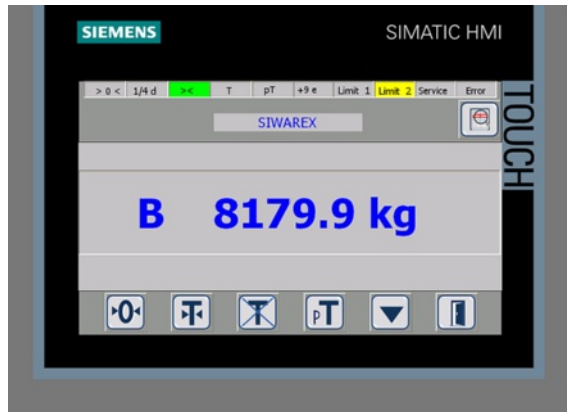 SIEMENS
SIMATIC HMI
> 0 < 1/4 d >< T pT +9 e Limit 1 Limit 2 Service Error
SIWAREX
TOUCH
B 8179.9 kg
0 T T pT